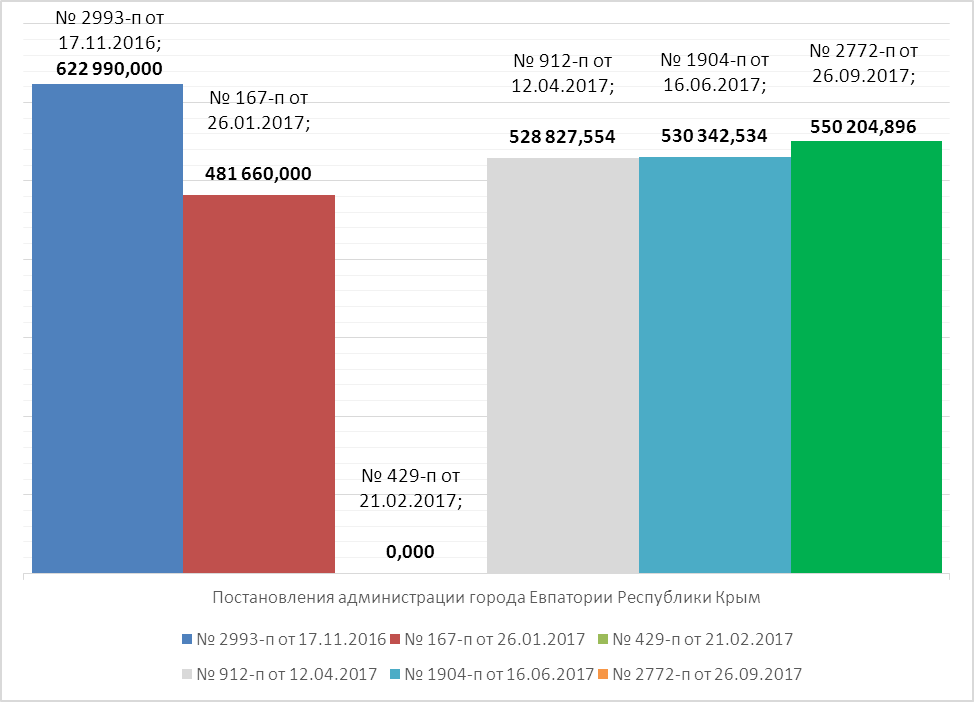 № 2993-п от
17.11.2016;
622 990,000
№ 167-п от
26.01.2017;
481 660,000
№ 429-п от
21.02.2017;
0,000
№ 912-п от
12.04.2017;
528 827,554
№ 1904-п от
16.06.2017;
530 342,534
№ 2772-п от
26.09.2017;
550 204,896
Постановления администрации города Евпатории Республики Крым
№ 2993-п от 17.11.2016 № 167-п от 26.01.2017 № 429-п от 21.02.2017
№ 912-п от 12.04.2017 № 1904-п от 16.06.2017 № 2772-п от 26.09.2017